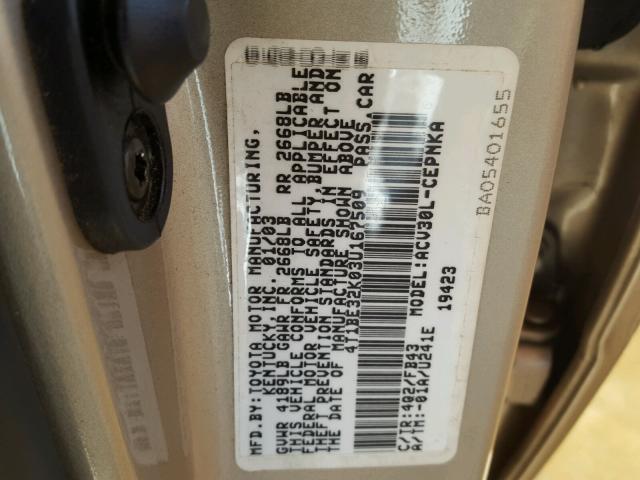 MFD.BY:TOYOTA MOTOR MANUFACTURING,
KENTUCKY,INC. 01/03
GVWR 4189LB GAWR FR 2668LB RR 2668LB
THIS VEHICLE CONFORMS TO ALL APPLICABLE
FEDERAL MOTOR VEHICLE SAFETY,BUMPER AND
THEFT PREVENTION STANDARDS IN EFFECT ON
THE DATE OF MANUFACTURE SHOWN ABOVE
4T1BE32K03U167509 PASS.CAR
C/TR:4Q2/FB43 MODEL:ACV30L-CEPNKA
A/TM:-01A/U241E 19423
BA05401655